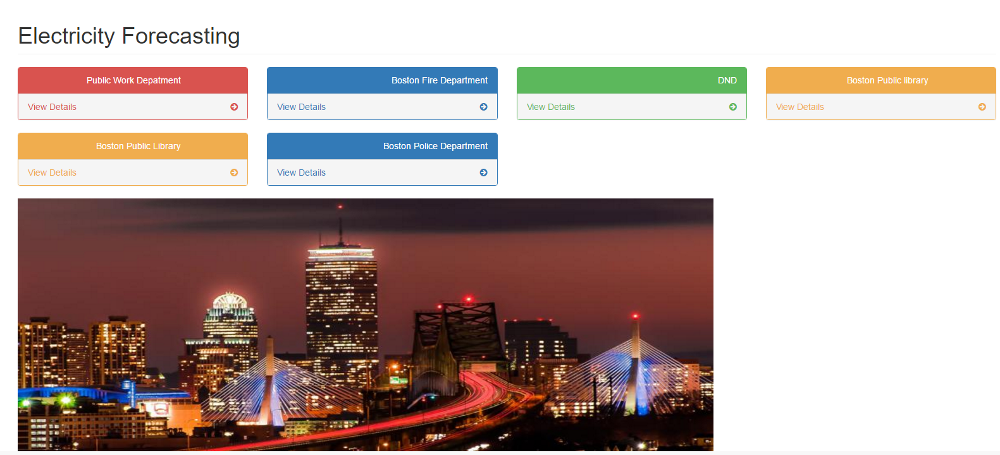 Electricity Forecasting
Public Work Depatment
Boston Fire Department
DND
Boston Public library
View Details
View Details
View Details
View Details
Boston Public Library
Boston Police Department
View Details
View Details